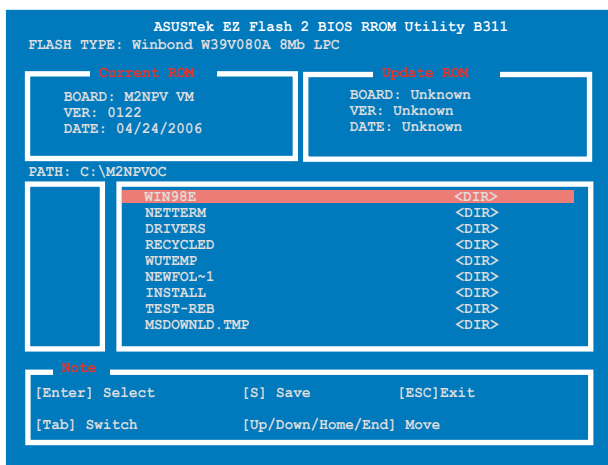 ASUSTek EZ Flash 2 BIOS RROM Utility B311
FLASH TYPE: Winbond W39V080A 8Mb LPC
Current ROM
BOARD: M2NPV VM
VER: 0122
DATE: 04/24/2006
Update ROM
BOARD: Unknown
VER: Unknown
DATE: Unknown
PATH: C:\M2NPVOC
WIN98E <DIR>
NETTERM <DIR>
DRIVERS <DIR>
RECYCLED <DIR>
WUTEMP <DIR>
NEWFOL~1 <DIR>
INSTALL <DIR>
TEST-REB <DIR>
MSDOWNLD.TMP <DIR>
Note
[Enter] Select [S] Save [ESC]Exit
[Tab] Switch [Up/Down/Home/End] Move